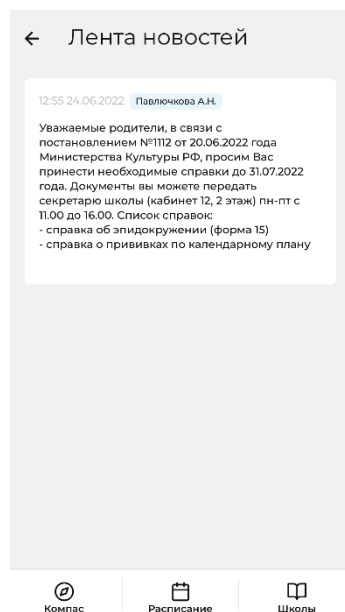 ← Лента новостей
12:55 24.06.2022 Павлючкова А.Н.
Уважаемые родители, в связи с
постановлением №1112 от 20.06.2022 года
Министерства Культуры РФ, просим Вас
принести необходимые справки до 31.07.2022
года. Документы вы можете передать
секретарю школы (кабинет 12, 2 этаж) пн-пт с
11.00 до 16.00. Список справок:
- справка об эпидокружении (форма 15)
- справка о прививках по календарному плану
Компас Расписание Школы